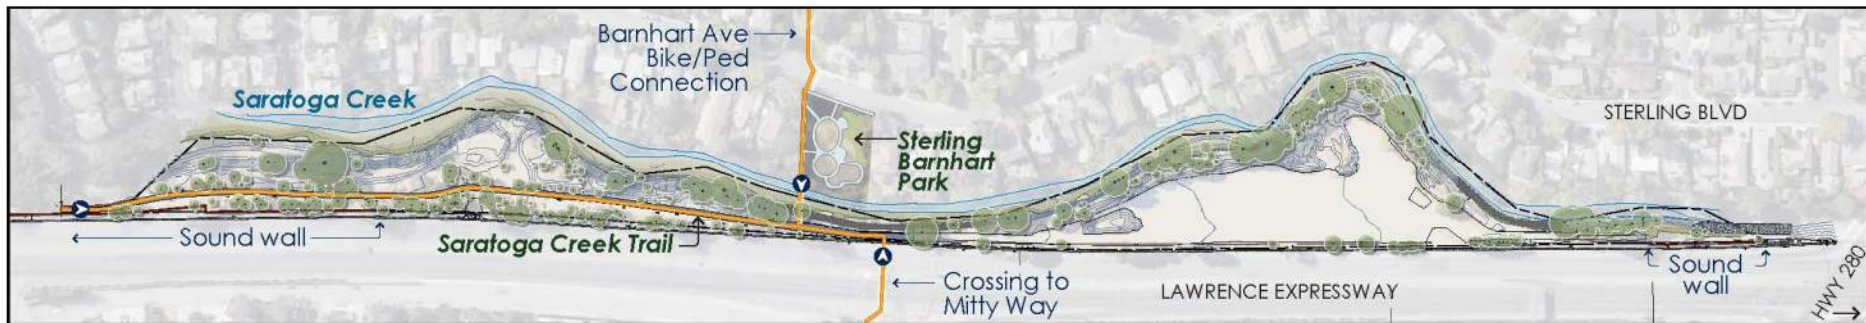 Barnhart Ave
Bike/Ped
Connection
Saratoga Creek
STERLING BLVD
Sterling
Barnhart
Park
Sound wall
Saratoga Creek Trail
Crossing to
Mitty Way
LAWRENCE EXPRESSWAY
Sound
wall
HWY 280